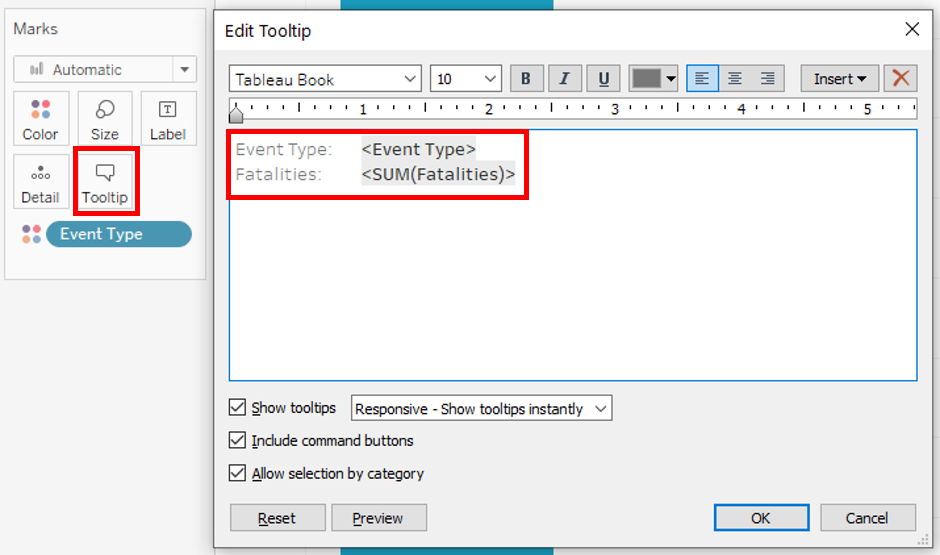 Marks
Automatic
Color Size Label
Detail Tooltip
Event Type
Edit Tooltip
Tableau Book 10 B I U Insert
1 2 3 4 5
Event Type: <Event Type>
Fatalities: <SUM(Fatalities)>
Show tooltips Responsive - Show tooltips instantly
Include command buttons
Allow selection by category
Reset Preview OK Cancel